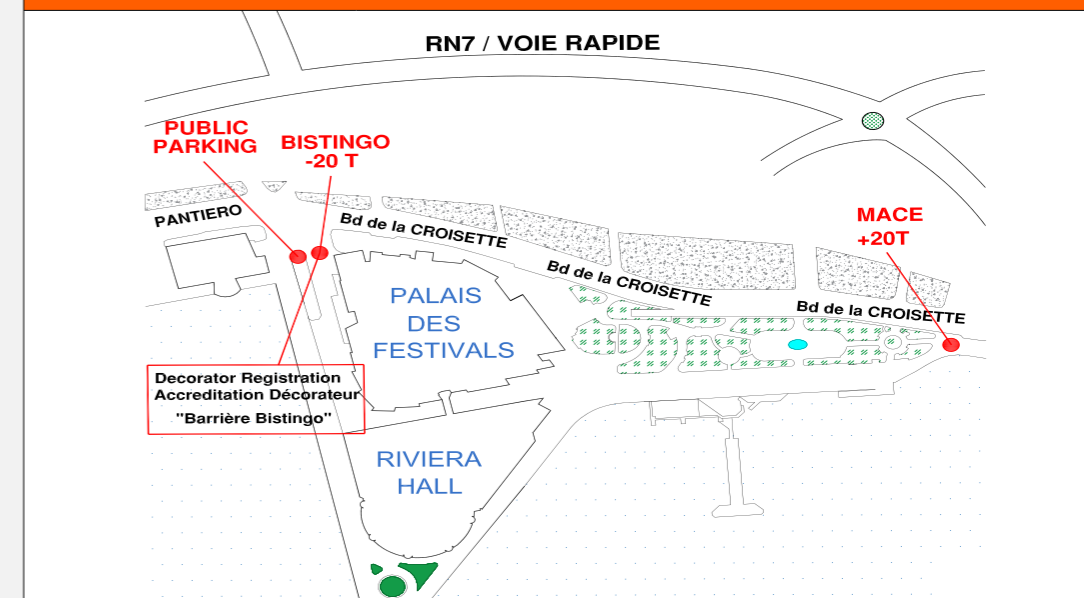 RN7 / VOIE RAPIDE
PUBLIC
PARKING
BISTINGO
-20 T
MACE
+20T
PANTIERO
Bd de la CROISETTE
Bd de la CROISETTE
Bd de la CROISETTE
PALAIS
DES
FESTIVALS
Decorator Registration
Accreditation Décorateur
"Barrière Bistingo"
RIVIERA
HALL